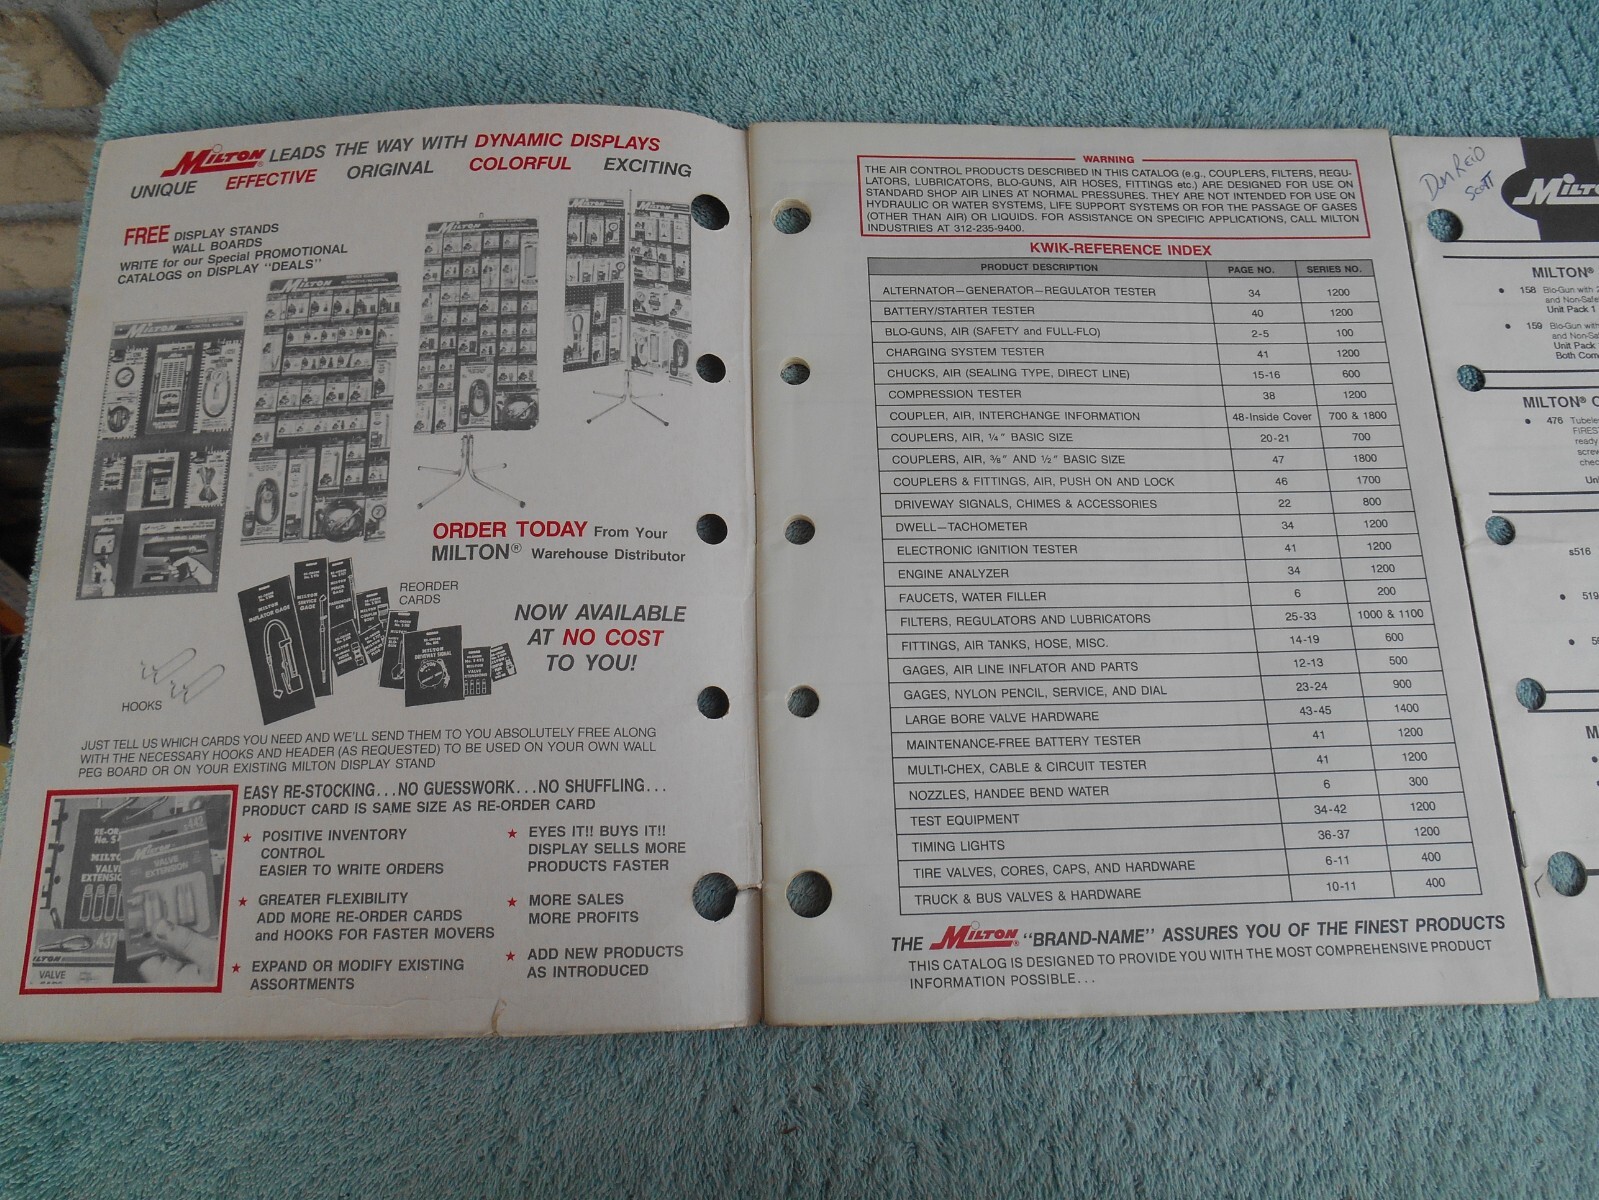 MILTON® LEADS THE WAY WITH DYNAMIC DISPLAYS
UNIQUE EFFECTIVE ORIGINAL COLORFUL EXCITING
FREE DISPLAY STANDS
WALL BOARDS
WRITE for our Special PROMOTIONAL
CATALOGS on DISPLAY "DEALS"
ORDER TODAY From Your
MILTON® Warehouse Distributor
REORDER
CARDS
NOW AVAILABLE
AT NO COST
TO YOU!
HOOKS
JUST TELL US WHICH CARDS YOU NEED AND WE'LL SEND THEM TO YOU ABSOLUTELY FREE ALONG
WITH THE NECESSARY HOOKS AND HEADER (AS REQUESTED) TO BE USED ON YOUR OWN WALL
PEG BOARD OR ON YOUR EXISTING MILTON DISPLAY STAND
EASY RE-STOCKING...NO GUESSWORK...NO SHUFFLING...
PRODUCT CARD IS SAME SIZE AS RE-ORDER CARD
★ POSITIVE INVENTORY
CONTROL
EASIER TO WRITE ORDERS
★ GREATER FLEXIBILITY
ADD MORE RE-ORDER CARDS
and HOOKS FOR FASTER MOVERS
★ EXPAND OR MODIFY EXISTING
ASSORTMENTS
★ EYES IT!! BUYS IT!!
DISPLAY SELLS MORE
PRODUCTS FASTER
★ MORE SALES
MORE PROFITS
★ ADD NEW PRODUCTS
AS INTRODUCED
442
Milton
VALVE
EXTENSION
437
VALVE
WARNING
THE AIR CONTROL PRODUCTS DESCRIBED IN THIS CATALOG (e.g., COUPLERS, FILTERS, REGU-
LATORS, LUBRICATORS, BLO-GUNS, AIR HOSES, FITTINGS etc.) ARE DESIGNED FOR USE ON
STANDARD SHOP AIR LINES AT NORMAL PRESSURES. THEY ARE NOT INTENDED FOR USE ON
HYDRAULIC OR WATER SYSTEMS, LIFE SUPPORT SYSTEMS OR FOR THE PASSAGE OF GASES
(OTHER THAN AIR) OR LIQUIDS. FOR ASSISTANCE ON SPECIFIC APPLICATIONS, CALL MILTON
INDUSTRIES AT 312-235-9400.
KWIK-REFERENCE INDEX
PRODUCT DESCRIPTION PAGE NO. SERIES NO.
ALTERNATOR—GENERATOR—REGULATOR TESTER 34 1200
BATTERY/STARTER TESTER 40 1200
BLO-GUNS, AIR (SAFETY and FULL-FLO) 2-5 100
CHARGING SYSTEM TESTER 41 1200
CHUCKS, AIR (SEALING TYPE, DIRECT LINE) 15-16 600
COMPRESSION TESTER 38 1200
COUPLER, AIR, INTERCHANGE INFORMATION 48-Inside Cover 700 & 1800
COUPLERS, AIR, ¼" BASIC SIZE 20-21 700
COUPLERS, AIR, ⅜" AND ½" BASIC SIZE 47 1800
COUPLERS & FITTINGS, AIR, PUSH ON AND LOCK 46 1700
DRIVEWAY SIGNALS, CHIMES & ACCESSORIES 22 800
DWELL—TACHOMETER 34 1200
ELECTRONIC IGNITION TESTER 41 1200
ENGINE ANALYZER 34 1200
FAUCETS, WATER FILLER 6 200
FILTERS, REGULATORS AND LUBRICATORS 25-33 1000 & 1100
FITTINGS, AIR TANKS, HOSE, MISC. 14-19 600
GAGES, AIR LINE INFLATOR AND PARTS 12-13 500
GAGES, NYLON PENCIL, SERVICE, AND DIAL 23-24 900
LARGE BORE VALVE HARDWARE 43-45 1400
MAINTENANCE-FREE BATTERY TESTER 41 1200
MULTI-CHEX, CABLE & CIRCUIT TESTER 41 1200
NOZZLES, HANDEE BEND WATER 6 300
TEST EQUIPMENT 34-42 1200
TIMING LIGHTS 36-37 1200
TIRE VALVES, CORES, CAPS, AND HARDWARE 6-11 400
TRUCK & BUS VALVES & HARDWARE 10-11 400
THE MILTON® "BRAND-NAME" ASSURES YOU OF THE FINEST PRODUCTS
THIS CATALOG IS DESIGNED TO PROVIDE YOU WITH THE MOST COMPREHENSIVE PRODUCT
INFORMATION POSSIBLE...
Scott
MILTON®
• 158 Blo-Gun with
and Non-Safe
Unit Pack 1
• 159 Blo-Gun with
and Non-Sa
Unit Pack
Both Com
MILTON® C
• 476 Tubele
FIRES
ready
screw
chec
Un
s516
• 519